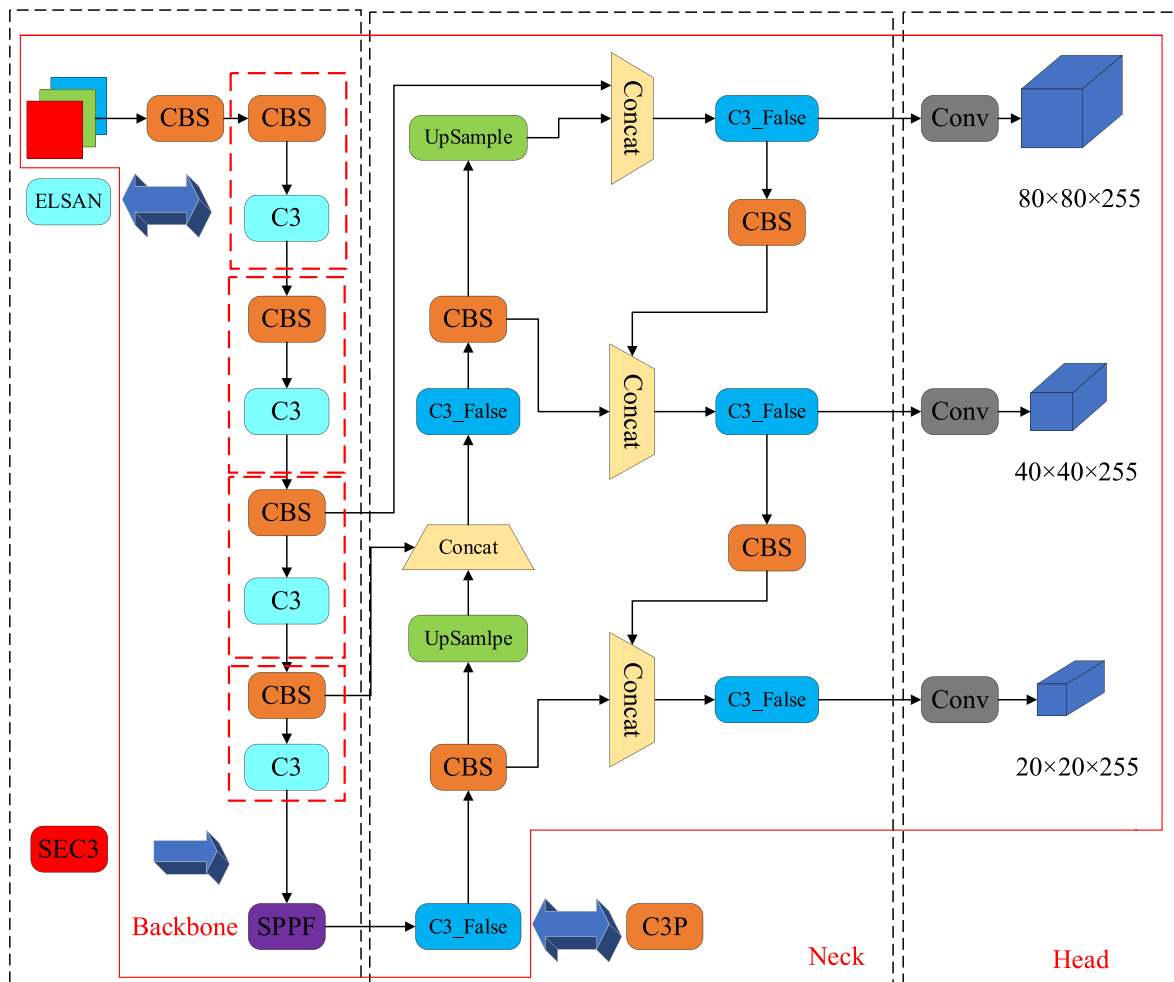 CBS
CBS
ELSAN
C3
CBS
C3
CBS
C3
CBS
C3
SEC3
Backbone
SPPF
UpSample
Concat
C3_False
CBS
CBS
C3_False
Concat
C3_False
Concat
CBS
UpSamlpe
CBS
Concat
C3_False
C3_False
C3P
Neck
Conv
80×80×255
Conv
40×40×255
Conv
20×20×255
Head